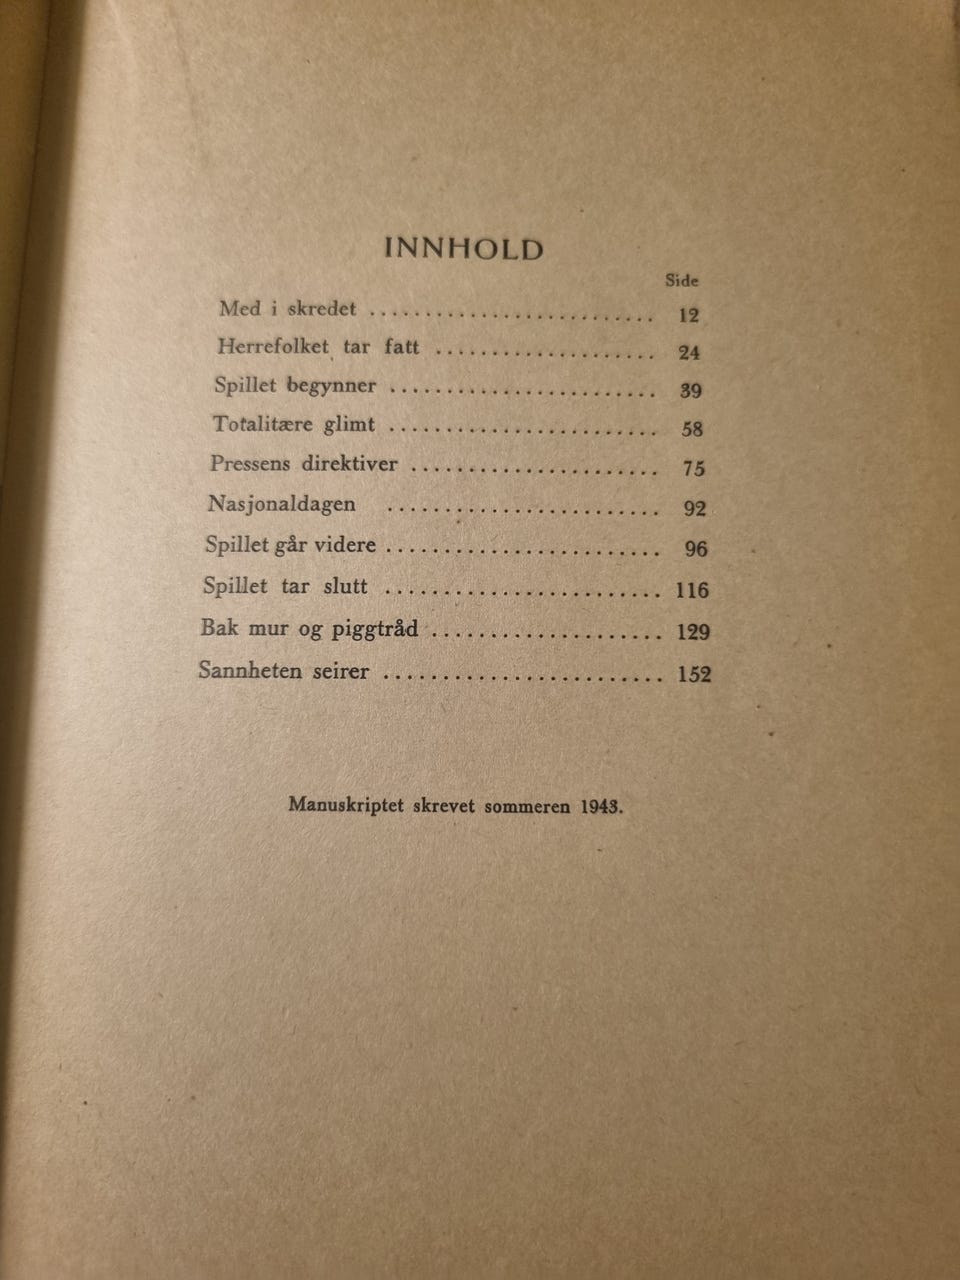 INNHOLD
Side
Med i skredet .......................... 12
Herrefolket tar fatt .................... 24
Spillet begynner ........................ 39
Totalitære glimt ........................ 58
Pressens direktiver ...................... 75
Nasjonaldagen ........................ 92
Spillet går videre ........................ 96
Spillet tar slutt ........................ 116
Bak mur og piggtråd .................... 129
Sannheten seirer ........................ 152
Manuskriptet skrevet sommeren 1943.